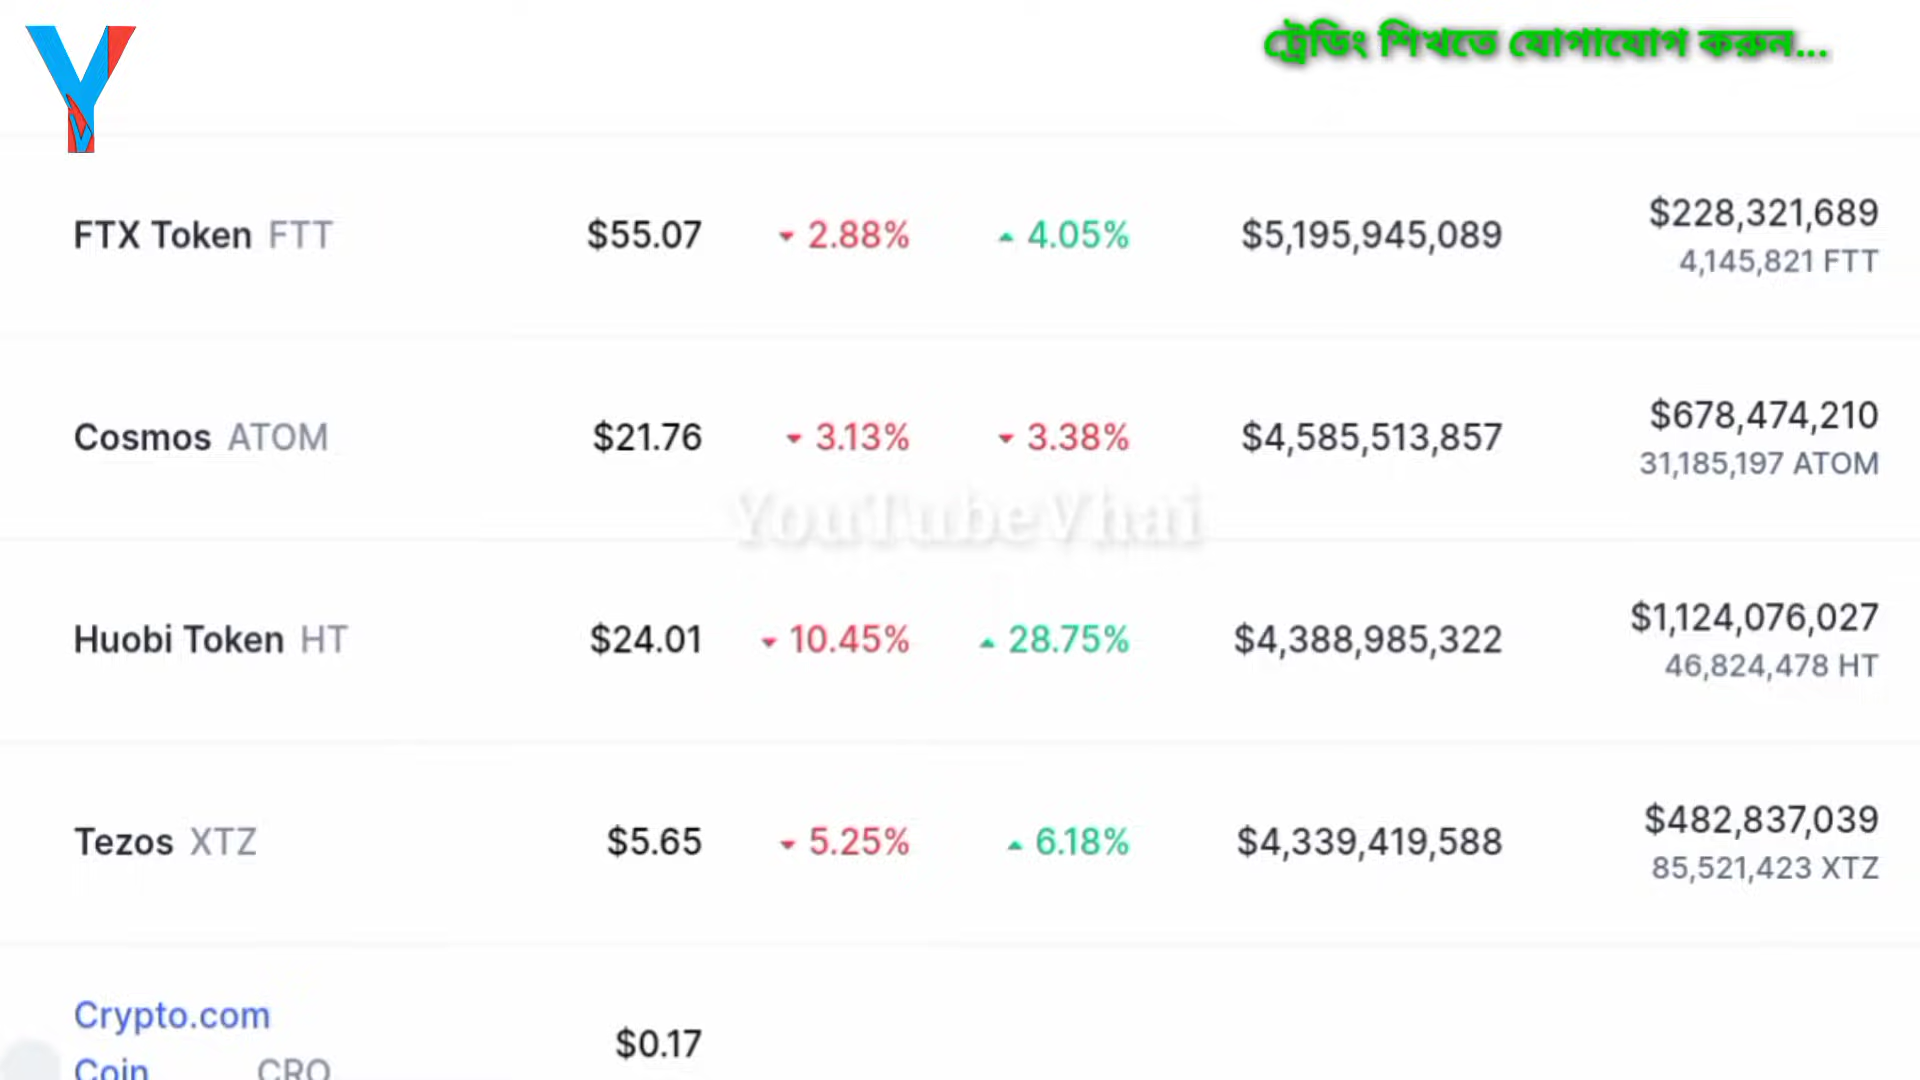 ট্রেডিং শিখতে যোগাযোগ করুন...
FTX Token FTT $55.07 2.88% 4.05% $5,195,945,089 $228,321,689
4,145,821 FTT
Cosmos ATOM $21.76 3.13% 3.38% $4,585,513,857 $678,474,210
31,185,197 ATOM
YouTubeVhai
Huobi Token HT $24.01 10.45% 28.75% $4,388,985,322 $1,124,076,027
46,824,478 HT
Tezos XTZ $5.65 5.25% 6.18% $4,339,419,588 $482,837,039
85,521,423 XTZ
Crypto.com
$0.17
Coin CRO